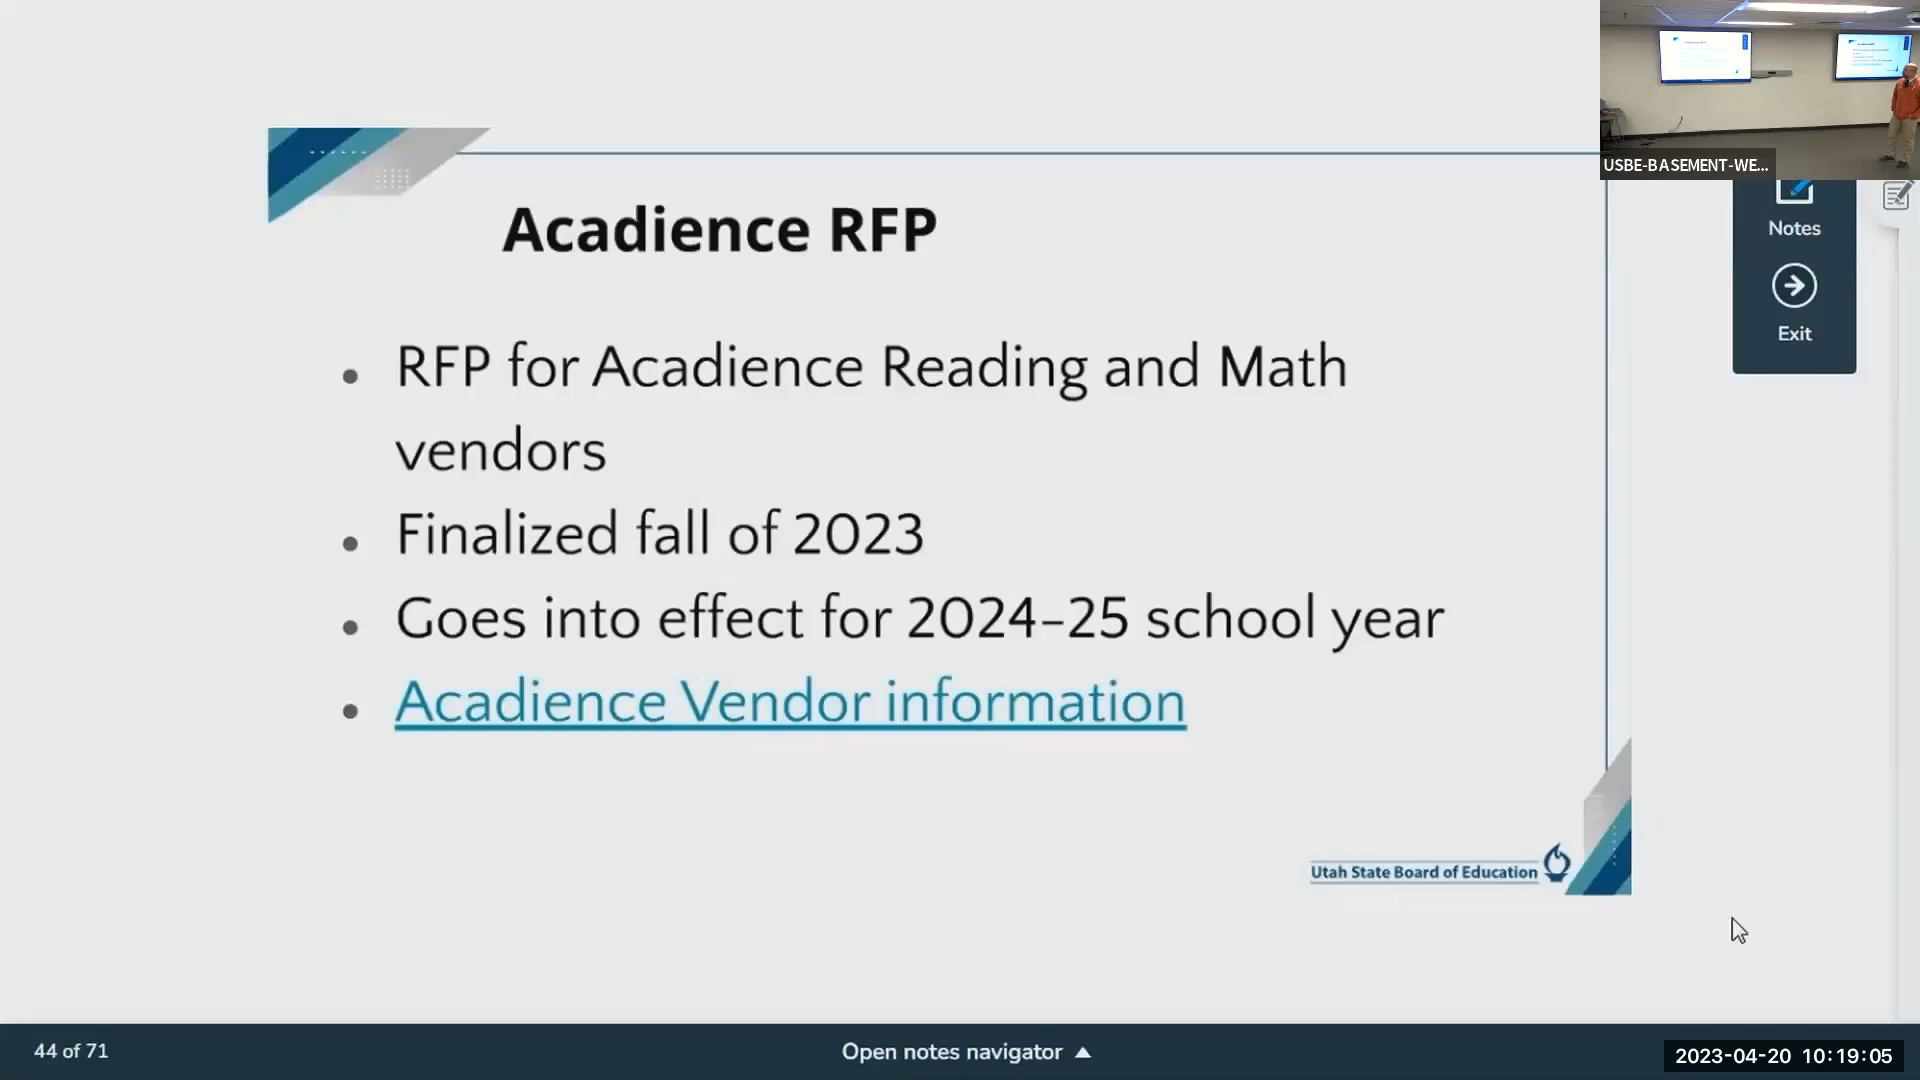 USBE-BASEMENT-WE...
Notes
Exit
Acadience RFP
RFP for Acadience Reading and Math
vendors
Finalized fall of 2023
Goes into effect for 2024-25 school year
Acadience Vendor information
Utah State Board of Education
44 of 71
Open notes navigator
2023-04-20 10:19:05